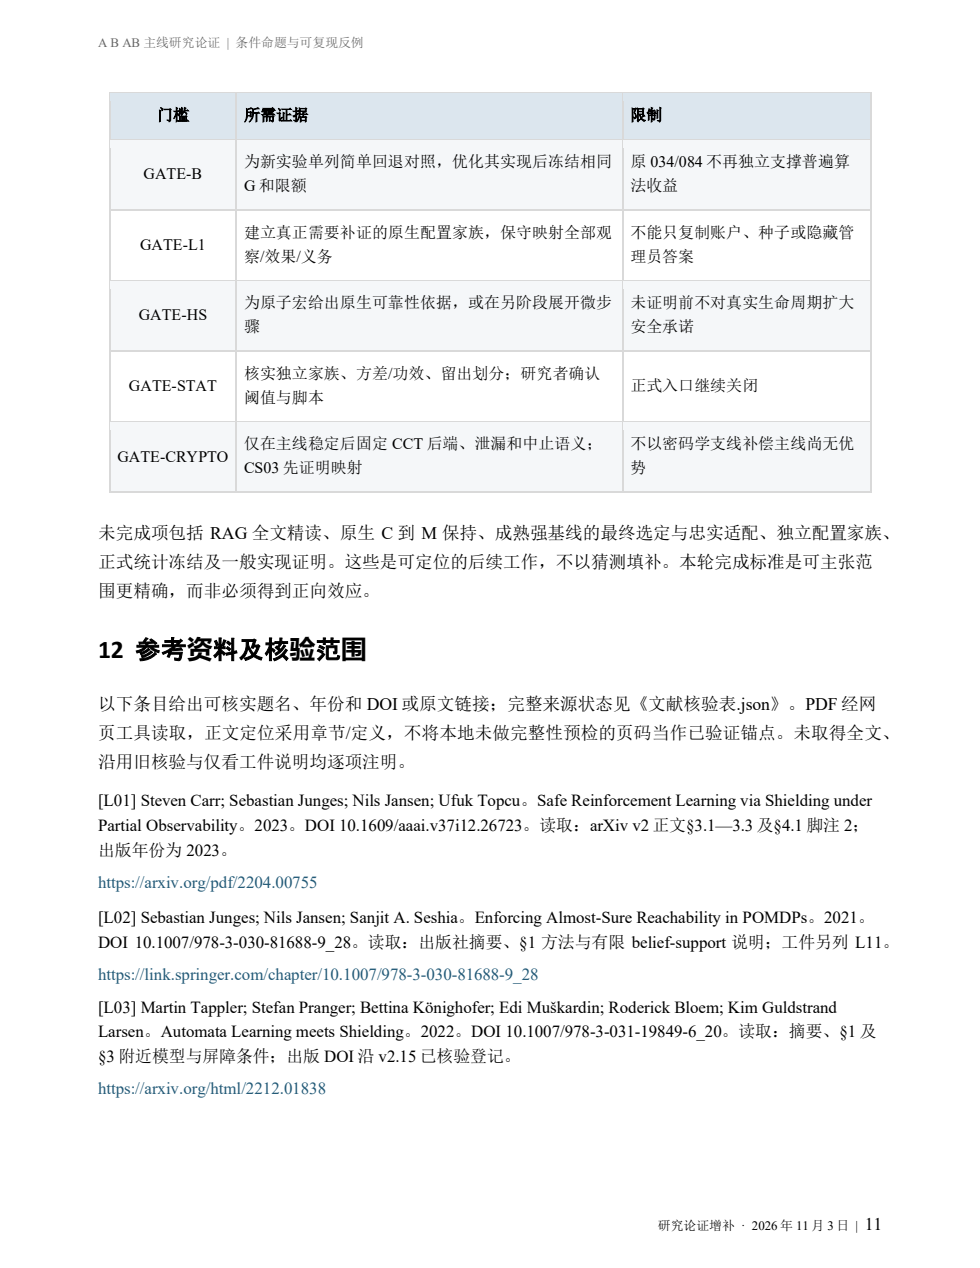 A B AB 主线研究论证 | 条件命题与可复现反例
门槛 所需证据 限制
GATE-B
为新实验单列简单回退对照，优化其实现后冻结相同
G 和限额
原 034/084 不再独立支撑普遍算
法收益
GATE-L1
建立真正需要补证的原生配置家族，保守映射全部观
察/效果/义务
不能只复制账户、种子或隐藏管
理员答案
GATE-HS
为原子宏给出原生可靠性依据，或在另阶段展开微步
骤
未证明前不对真实生命周期扩大
安全承诺
GATE-STAT
核实独立家族、方差/功效、留出划分；研究者确认
阈值与脚本
正式入口继续关闭
GATE-CRYPTO
仅在主线稳定后固定 CCT 后端、泄漏和中止语义；
CS03 先证明映射
不以密码学支线补偿主线尚无优
势
未完成项包括 RAG 全文精读、原生 C 到 M 保持、成熟强基线的最终选定与忠实适配、独立配置家族、
正式统计冻结及一般实现证明。这些是可定位的后续工作，不以猜测填补。本轮完成标准是可主张范
围更精确，而非必须得到正向效应。
12 参考资料及核验范围
以下条目给出可核实题名、年份和 DOI 或原文链接；完整来源状态见《文献核验表.json》。PDF 经网
页工具读取，正文定位采用章节/定义，不将本地未做完整性预检的页码当作已验证锚点。未取得全文、
沿用旧核验与仅看工件说明均逐项注明。
[L01] Steven Carr; Sebastian Junges; Nils Jansen; Ufuk Topcu。Safe Reinforcement Learning via Shielding under
Partial Observability。2023。DOI 10.1609/aaai.v37i12.26723。读取：arXiv v2 正文§3.1—3.3 及§4.1 脚注 2；
出版年份为 2023。
https://arxiv.org/pdf/2204.00755
[L02] Sebastian Junges; Nils Jansen; Sanjit A. Seshia。Enforcing Almost-Sure Reachability in POMDPs。2021。
DOI 10.1007/978-3-030-81688-9_28。读取：出版社摘要、§1 方法与有限 belief-support 说明；工件另列 L11。
https://link.springer.com/chapter/10.1007/978-3-030-81688-9_28
[L03] Martin Tappler; Stefan Pranger; Bettina Könighofer; Edi Muškardin; Roderick Bloem; Kim Guldstrand
Larsen。Automata Learning meets Shielding。2022。DOI 10.1007/978-3-031-19849-6_20。读取：摘要、§1 及
§3 附近模型与屏障条件；出版 DOI 沿 v2.15 已核验登记。
https://arxiv.org/html/2212.01838
研究论证增补 · 2026 年 11 月 3 日 | 11